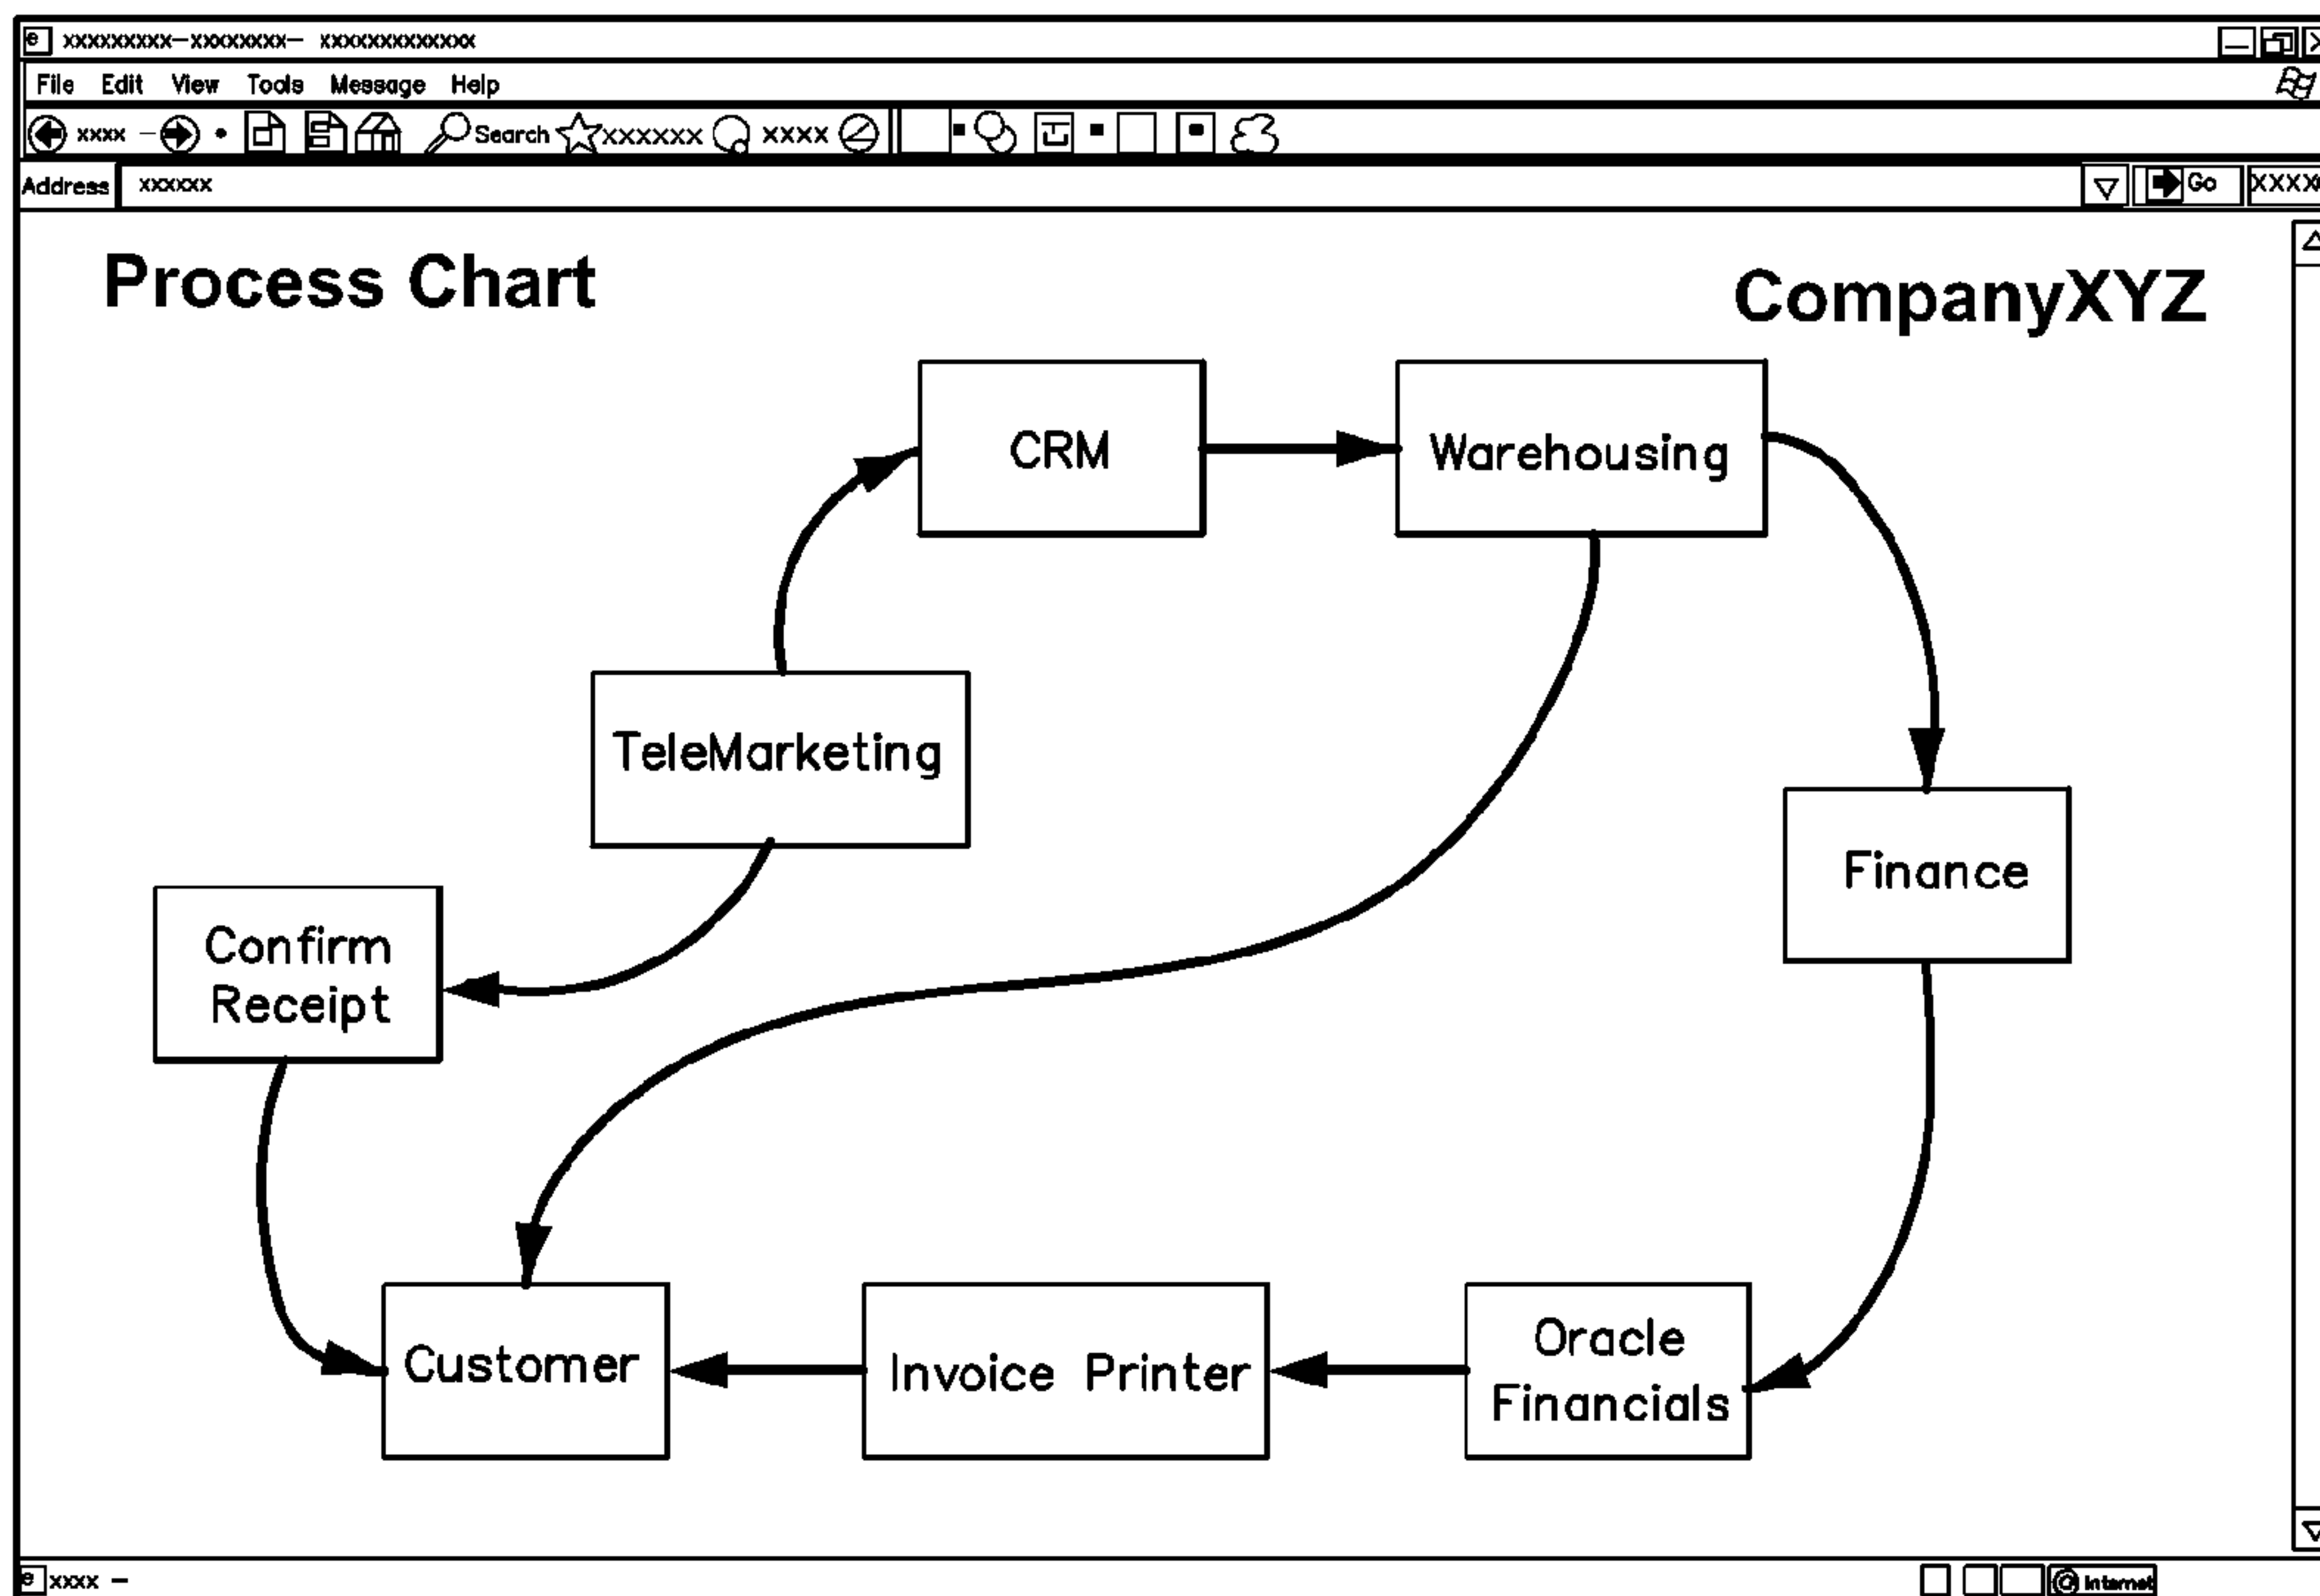 e xxxxxxxxx-xxxxxxxx- xxxxxxxxxxxxx
File Edit View Tools Message Help
xxxx - Search xxxxxx xxxx
Address xxxxxx Go xxxx
Process Chart
CompanyXYZ
CRM
Warehousing
TeleMarketing
Finance
Confirm
Receipt
Customer
Invoice Printer
Oracle
Financials
e xxxx -
@ Internet